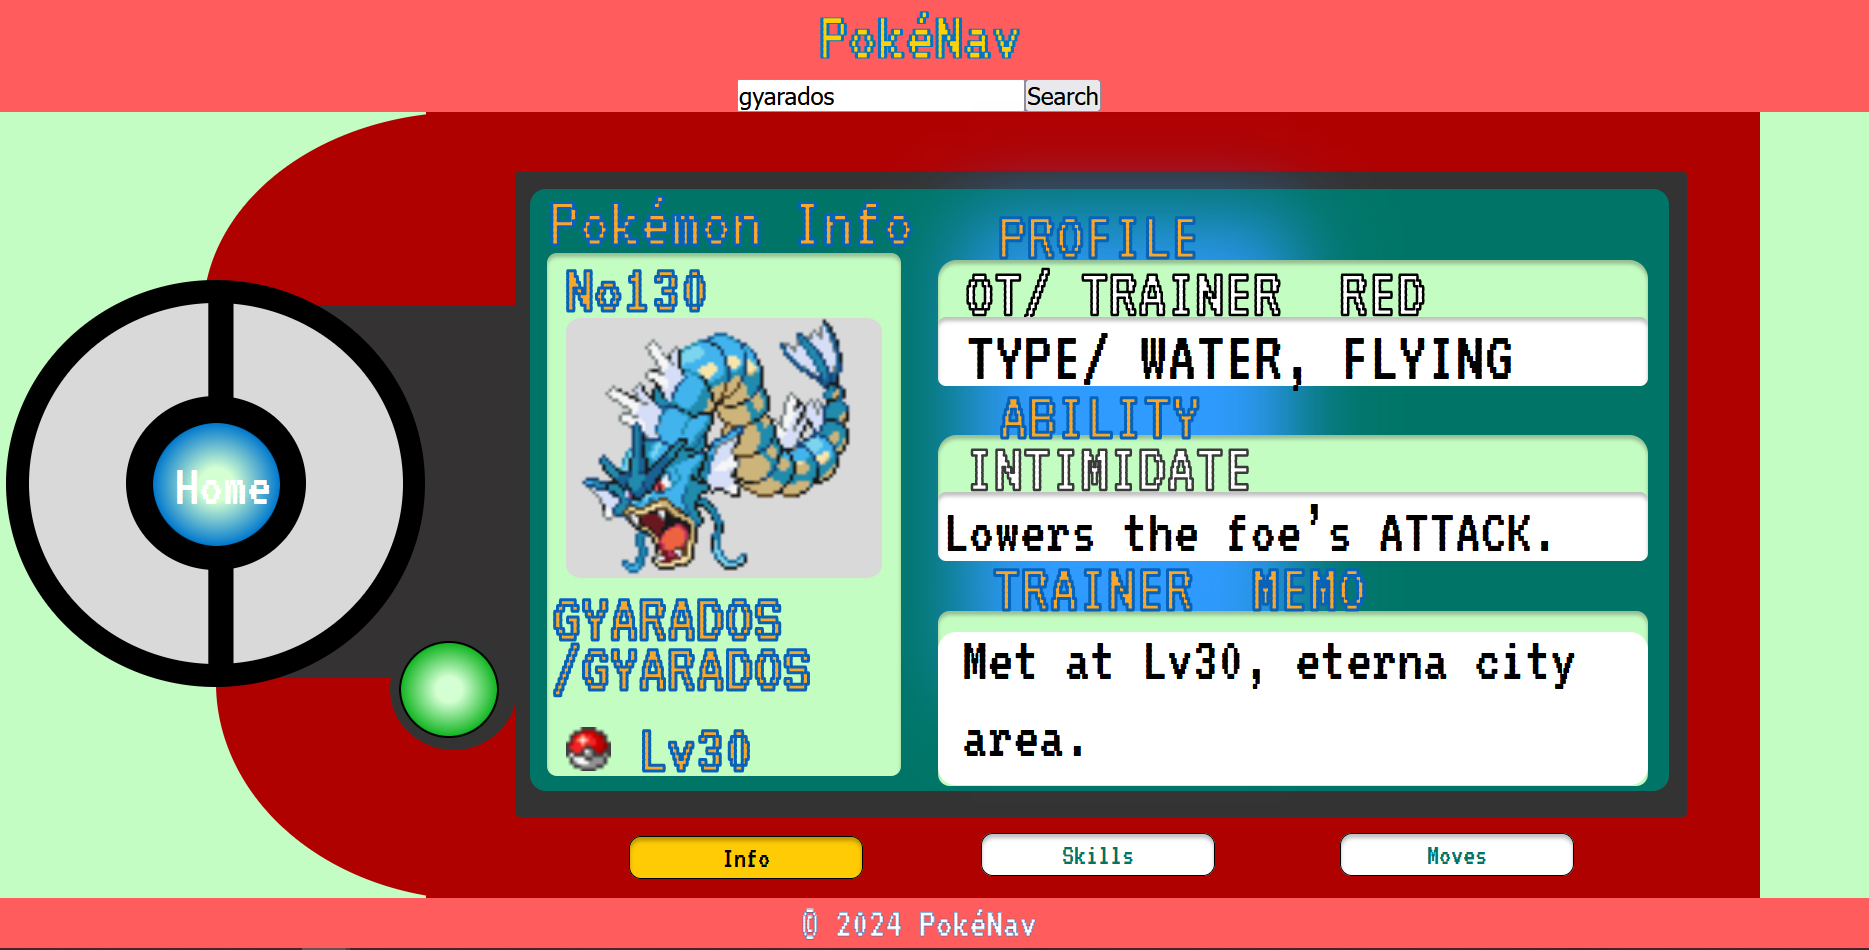 PokéNav
gyarados
Search
Pokémon Info
No130
GYARADOS
/GYARADOS
Lv30
PROFILE
OT/ TRAINER RED
TYPE/ WATER, FLYING
ABILITY
INTIMIDATE
Lowers the foe's ATTACK.
TRAINER MEMO
Met at Lv30, eterna city
area.
Home
Info
Skills
Moves
© 2024 PokéNav